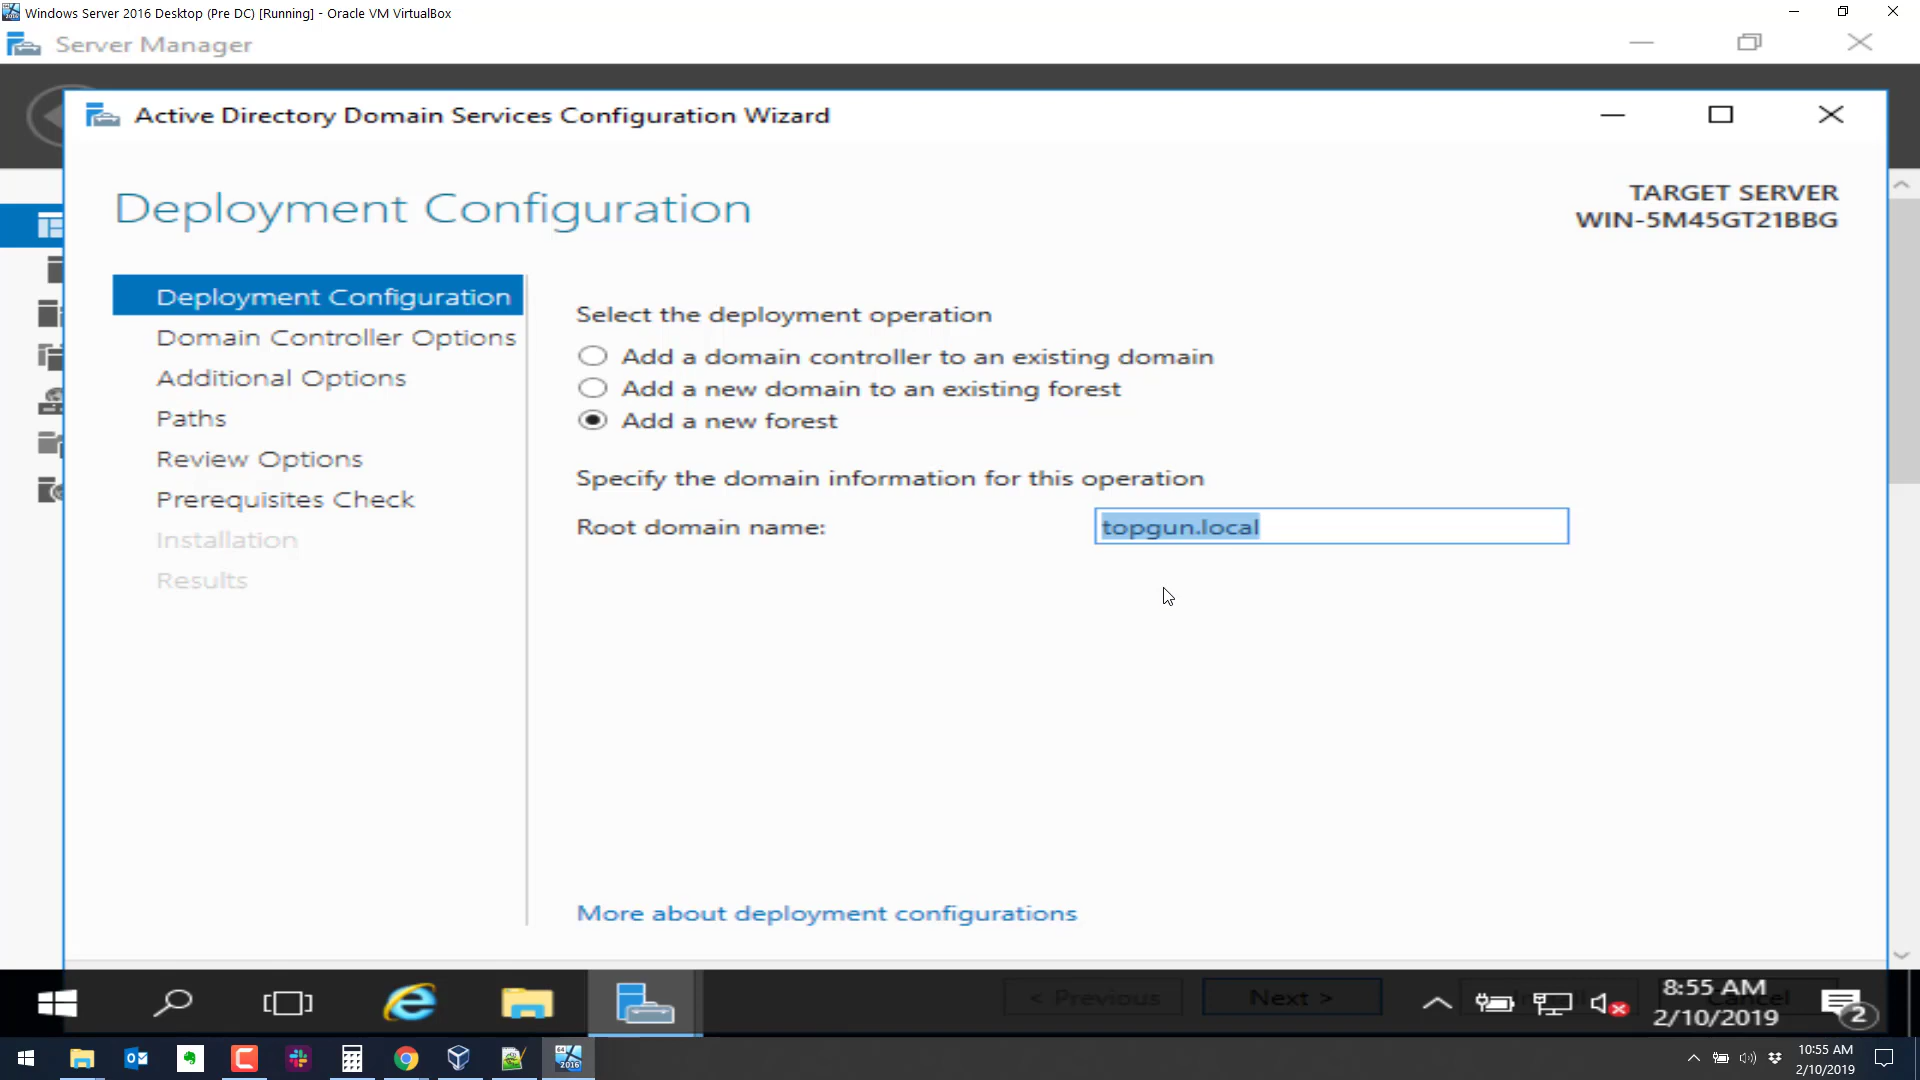 Windows Server 2016 Desktop (Pre DC) [Running] - Oracle VM VirtualBox
Server Manager
Active Directory Domain Services Configuration Wizard
Deployment Configuration
TARGET SERVER
WIN-5M45GT21BBG
Deployment Configuration
Domain Controller Options
Additional Options
Paths
Review Options
Prerequisites Check
Installation
Results
Select the deployment operation
Add a domain controller to an existing domain
Add a new domain to an existing forest
Add a new forest
Specify the domain information for this operation
Root domain name: topgun.local
More about deployment configurations
< Previous
Next >
Cancel
8:55 AM
2/10/2019
2
2016
10:55 AM
2/10/2019